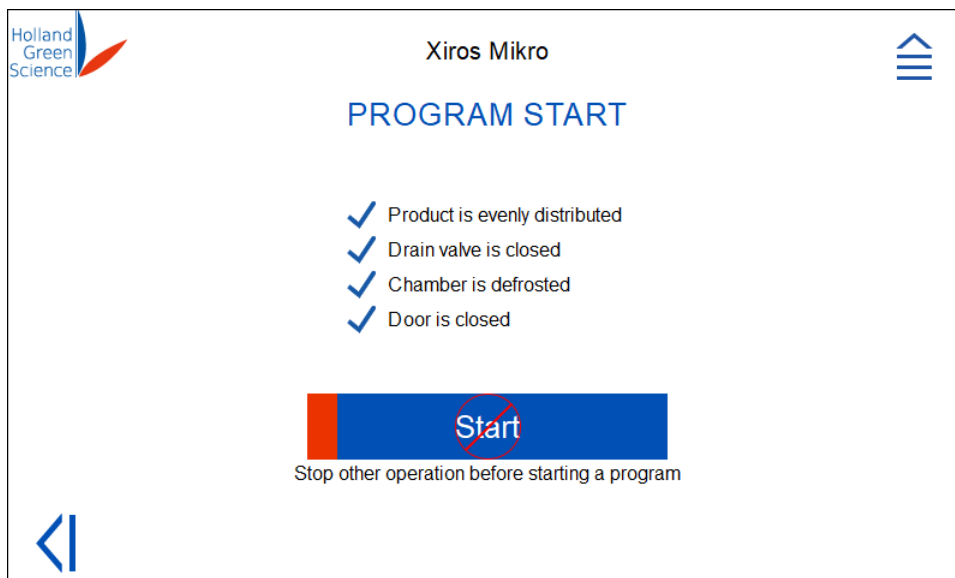 Holland
Green
Science
Xiros Mikro
PROGRAM START
Product is evenly distributed
Drain valve is closed
Chamber is defrosted
Door is closed
Start
Stop other operation before starting a program